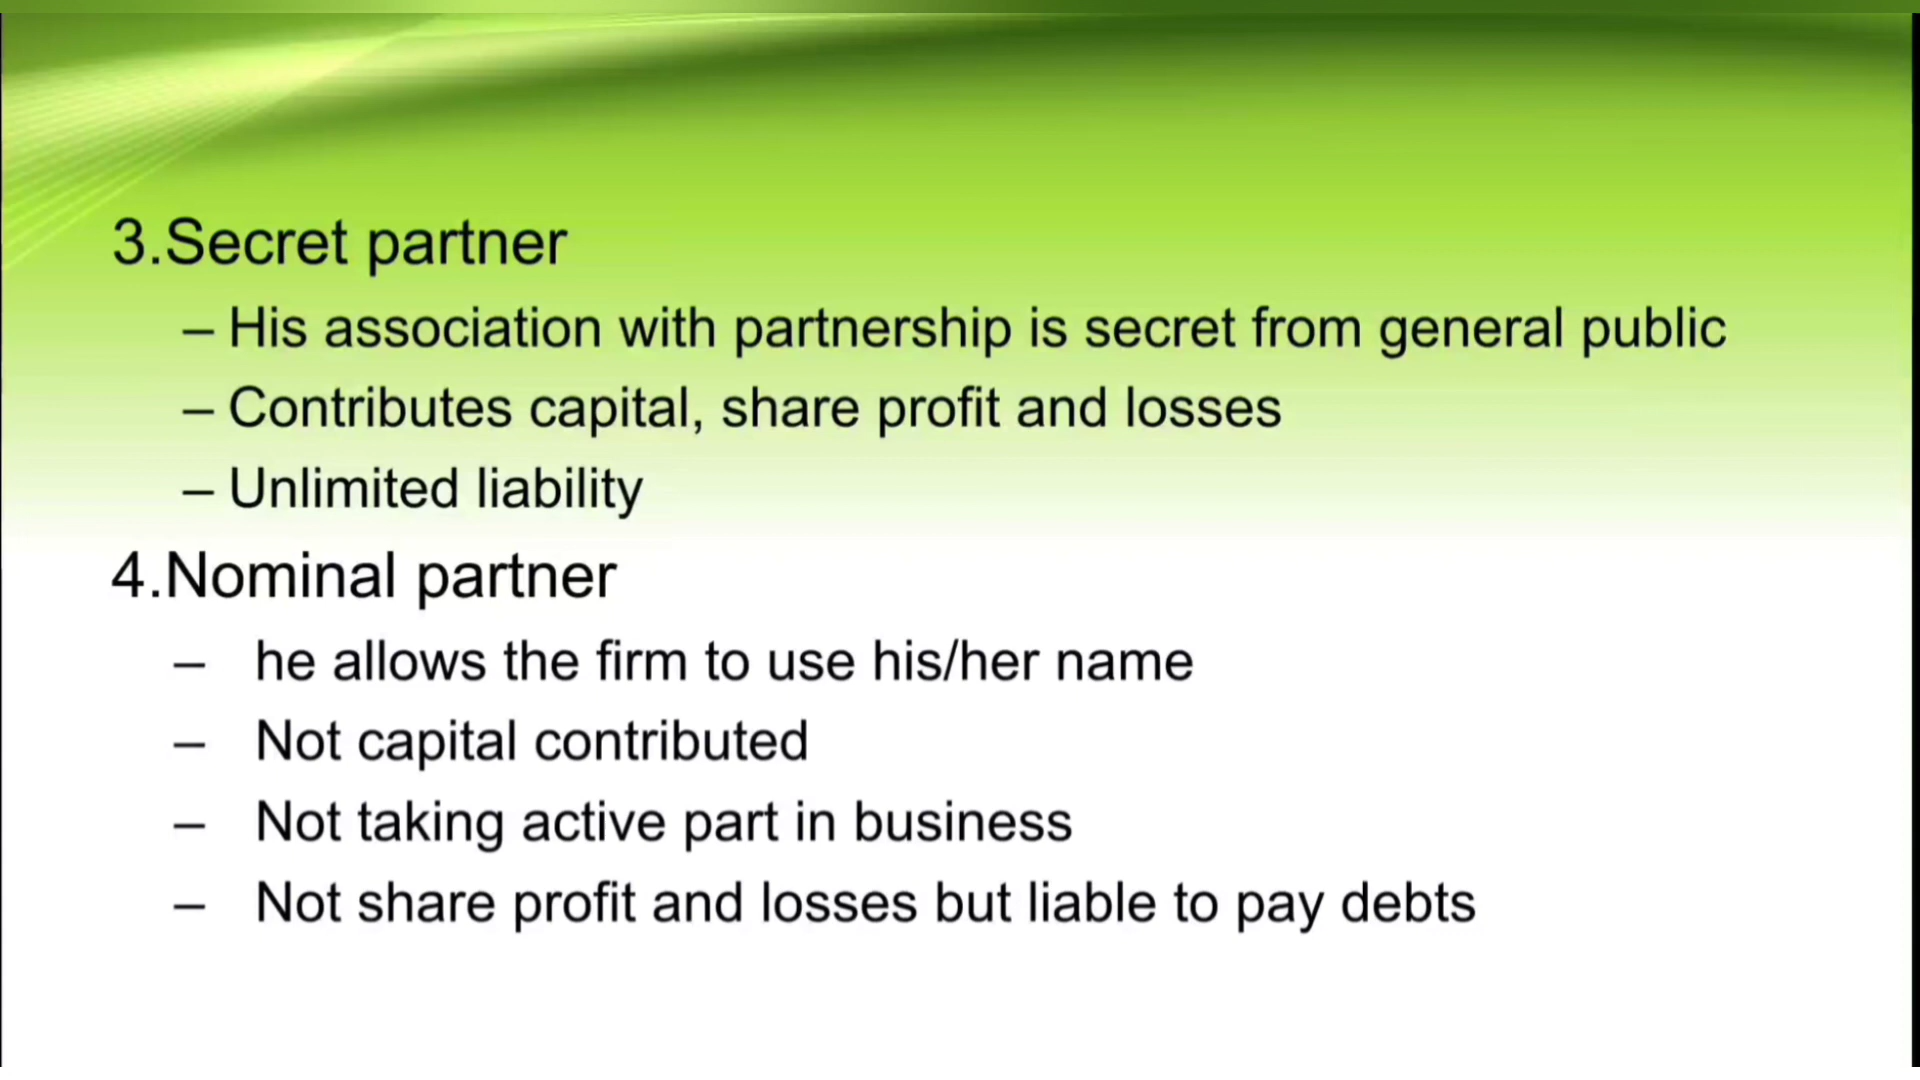 3.Secret partner
– His association with partnership is secret from general public
– Contributes capital, share profit and losses
– Unlimited liability
4.Nominal partner
– he allows the firm to use his/her name
– Not capital contributed
– Not taking active part in business
– Not share profit and losses but liable to pay debts